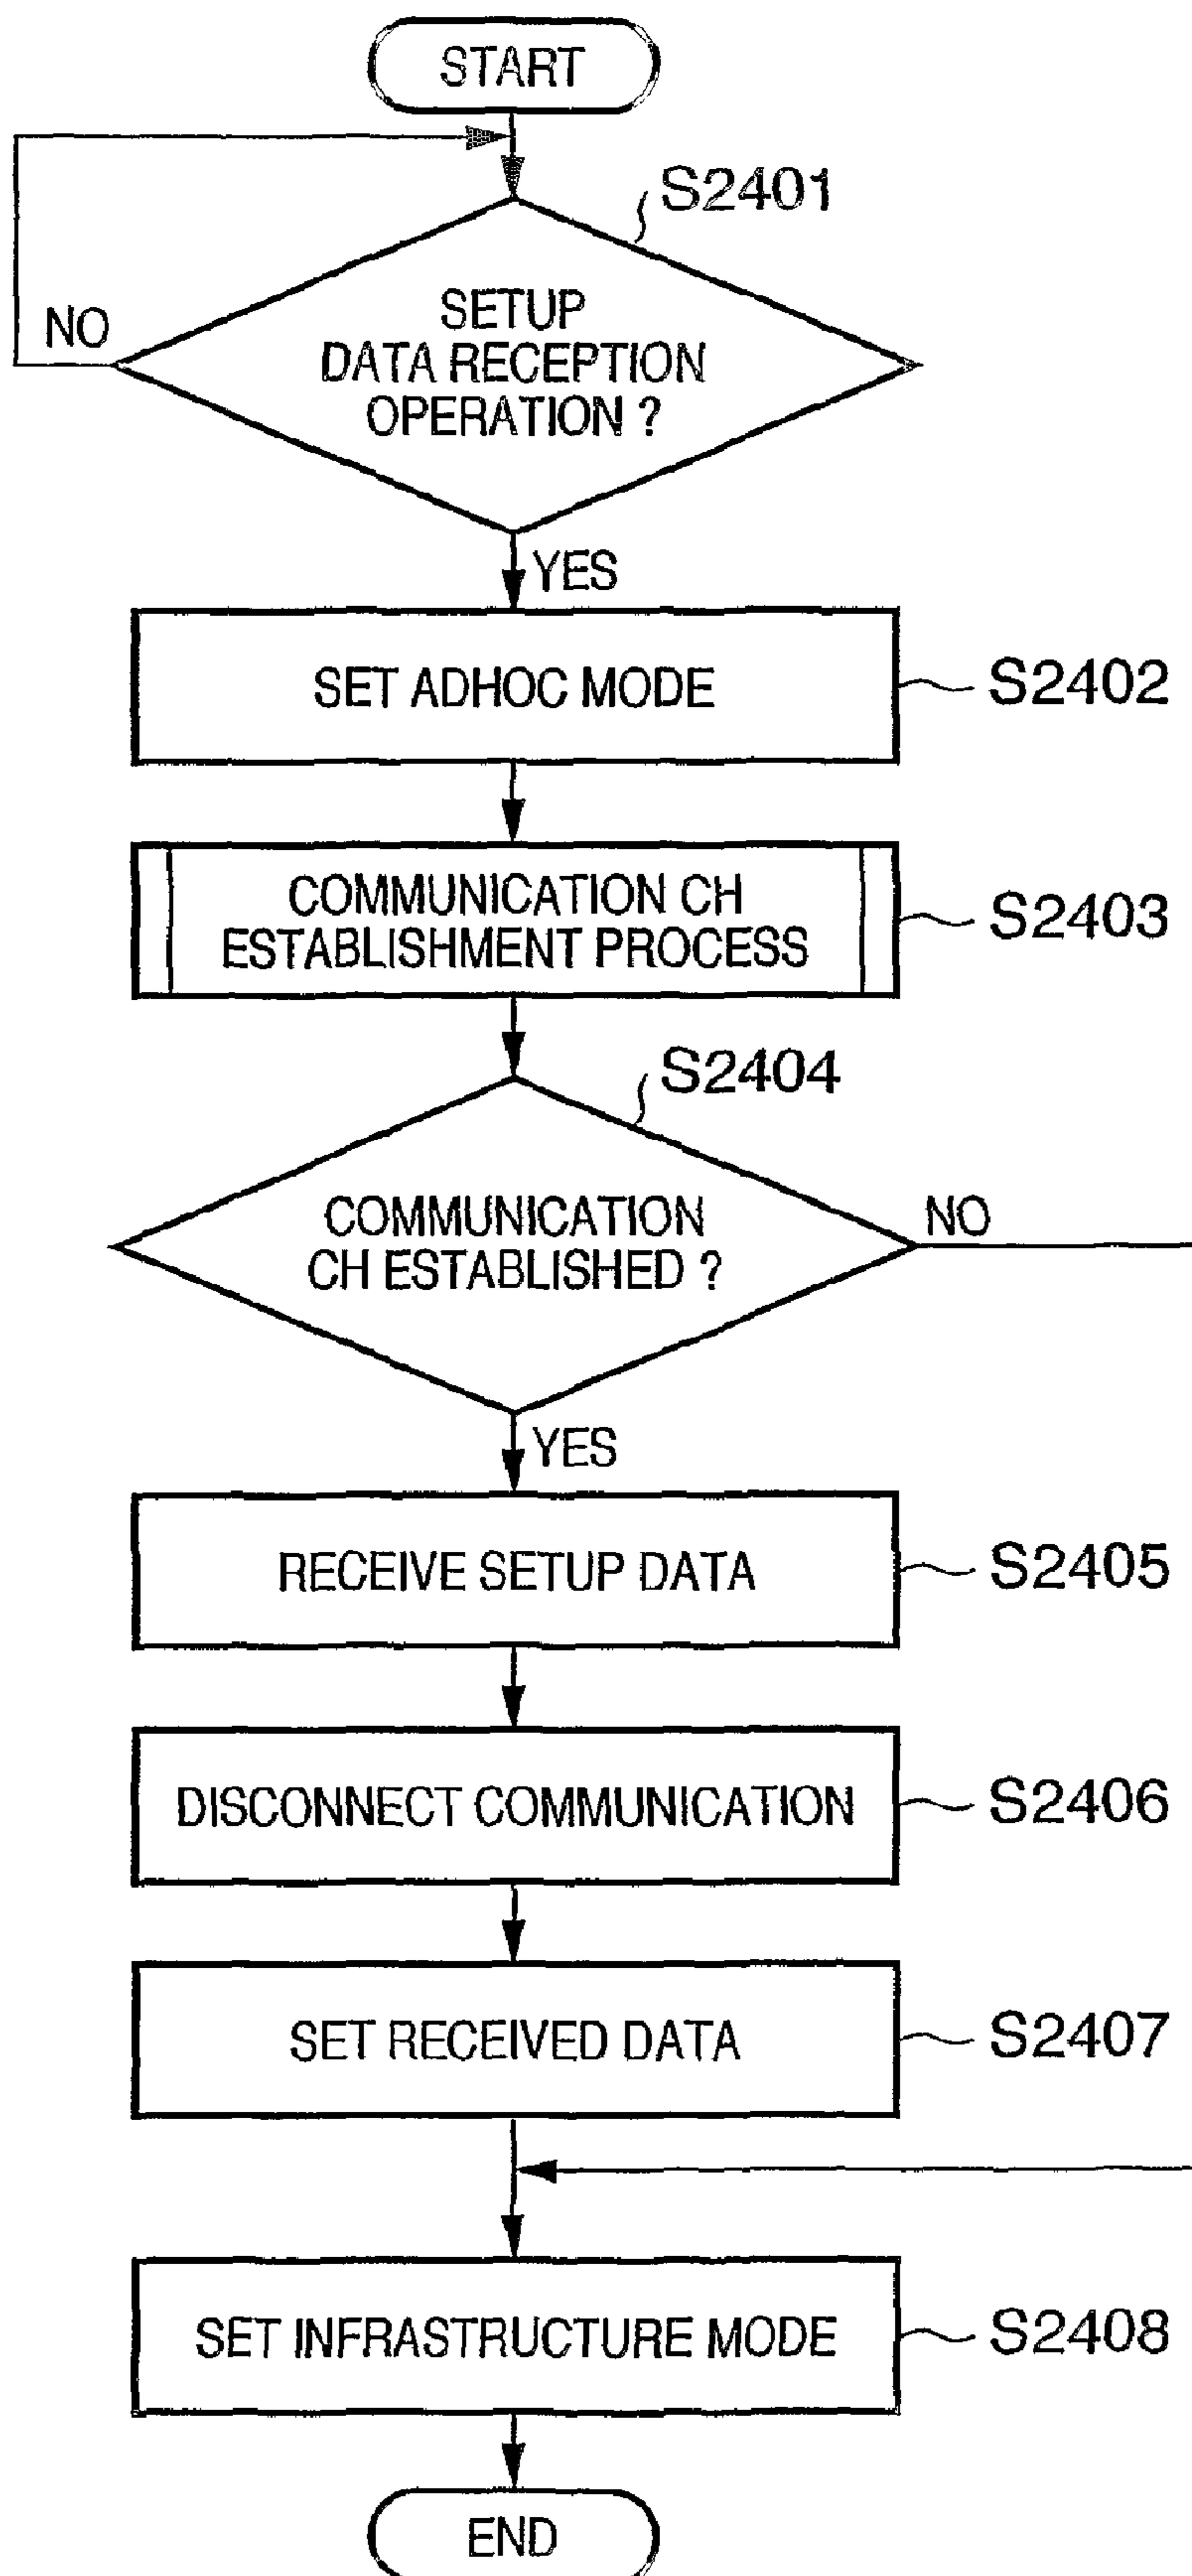 START
S2401
SETUP
DATA RECEPTION
OPERATION ?
NO
YES
SET ADHOC MODE
S2402
COMMUNICATION CH
ESTABLISHMENT PROCESS
S2403
S2404
COMMUNICATION
CH ESTABLISHED ?
NO
YES
RECEIVE SETUP DATA
S2405
DISCONNECT COMMUNICATION
S2406
SET RECEIVED DATA
S2407
SET INFRASTRUCTURE MODE
S2408
END